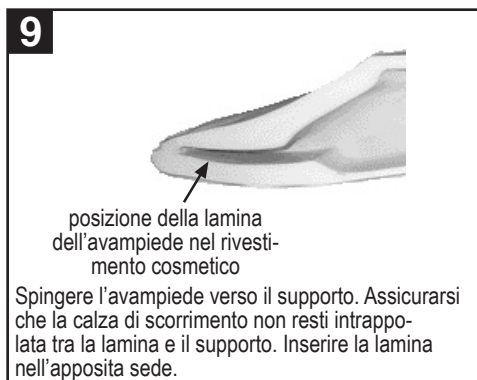 9
posizione della lamina
dell'avampiede nel rivesti-
mento cosmetico
Spingere l'avampiede verso il supporto. Assicurarsi
che la calza di scorrimento non resti intrappo-
lata tra la lamina e il supporto. Inserire la lamina
nell'apposita sede.